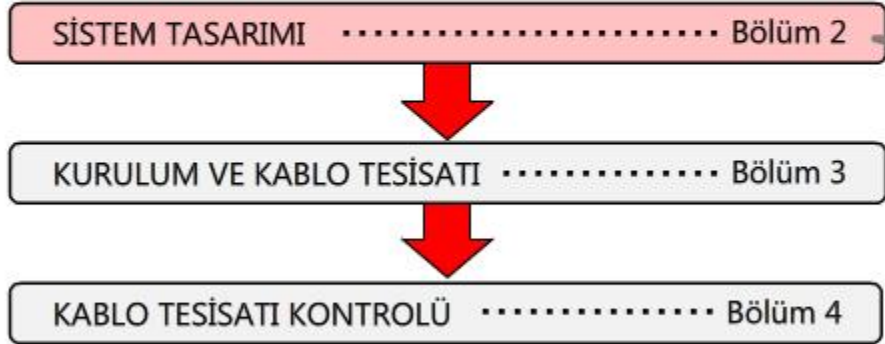 SİSTEM TASARIMI ························ Bölüm 2
KURULUM VE KABLO TESİSATI ·············· Bölüm 3
KABLO TESİSATI KONTROLÜ ··············· Bölüm 4